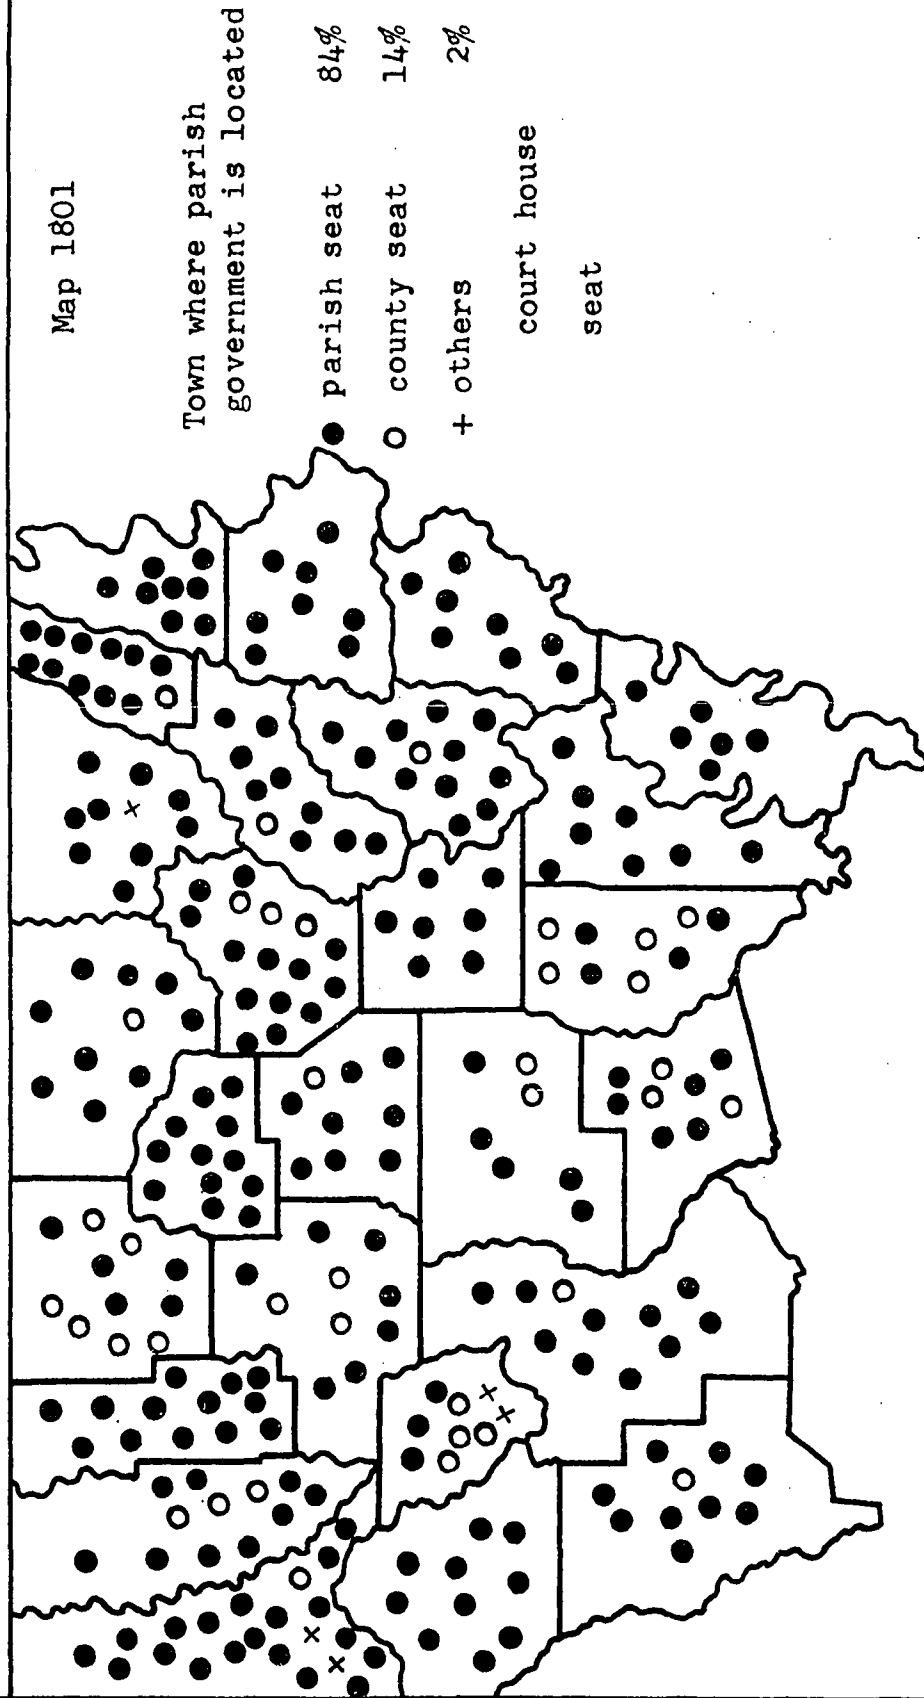 Map 1801
Town where parish
government is located
● parish seat 84%
○ county seat 14%
+ others 2%
court house
seat